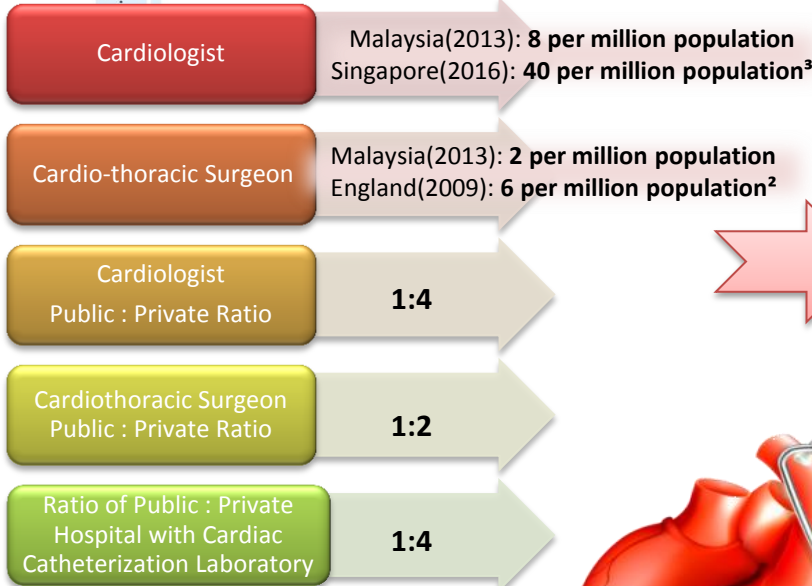 Cardiologist
Malaysia(2013): 8 per million population
Singapore(2016): 40 per million population³
Cardio-thoracic Surgeon
Malaysia(2013): 2 per million population
England(2009): 6 per million population²
Cardiologist
Public : Private Ratio
1:4
Cardiothoracic Surgeon
Public : Private Ratio
1:2
Ratio of Public : Private
Hospital with Cardiac
Catheterization Laboratory
1:4